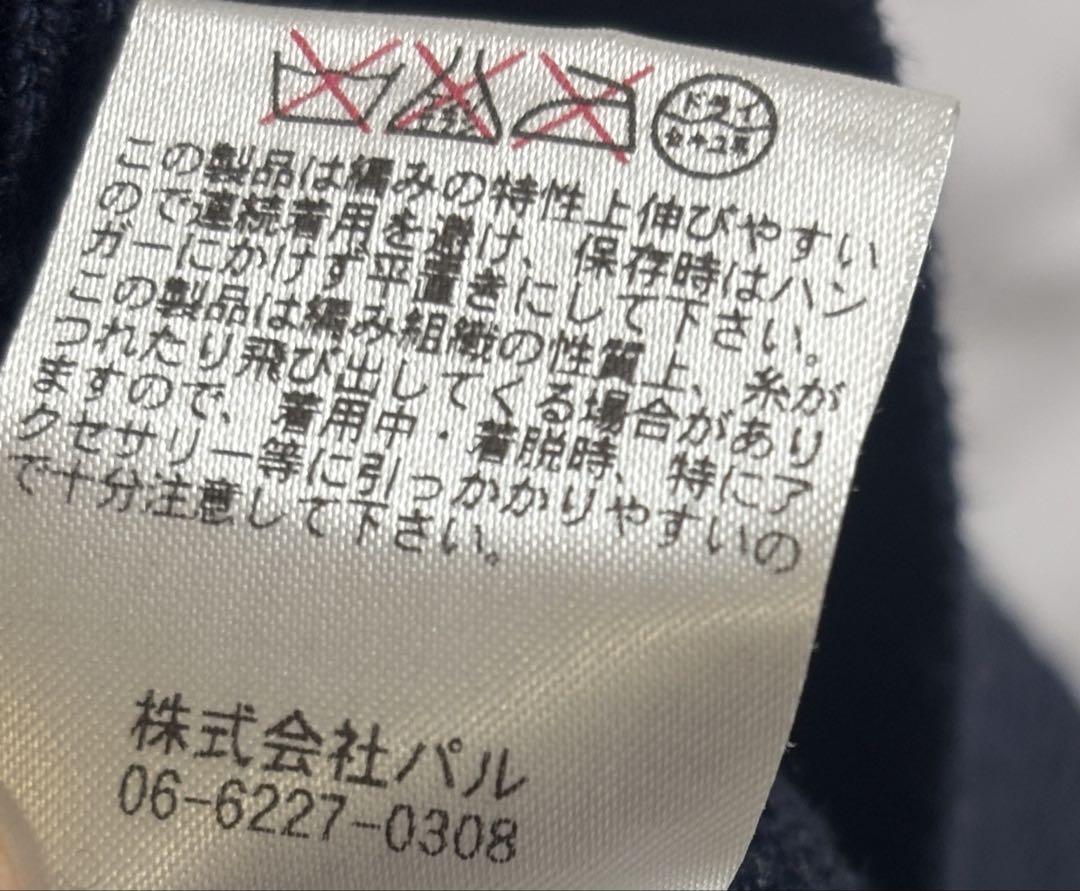 エンソ
ドライ
セキユ系
この製品は編みの特性上伸びやすい
ので連続着用を避け、保存時はハン
ガーにかけず平置きにして下さい。
この製品は編み組織の性質上、糸が
つれたり飛び出してくる場合があり
ますので、着用中・着脱時、特にア
クセサリー等に引っかかりやすいの
で十分注意して下さい。
株式会社パル
06-6227-0308